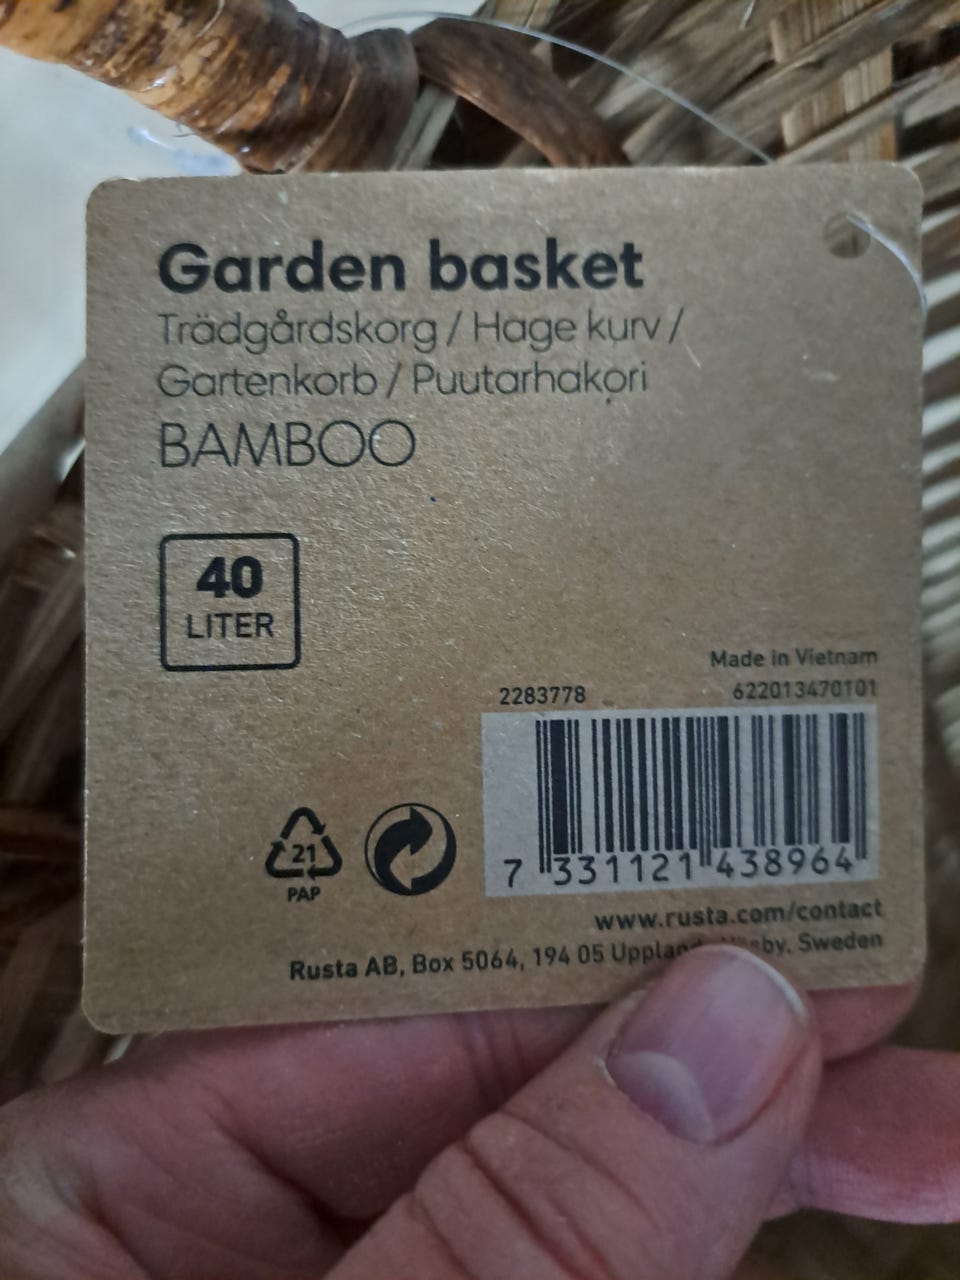 Garden basket
Trädgårdskorg / Hage kurv /
Gartenkorb / Puutarhakori
BAMBOO
40
LITER
Made in Vietnam
2283778 622013470101
7 331121 438964
21
PAP
www.rusta.com/contact
Rusta AB, Box 5064, 194 05 Sweden